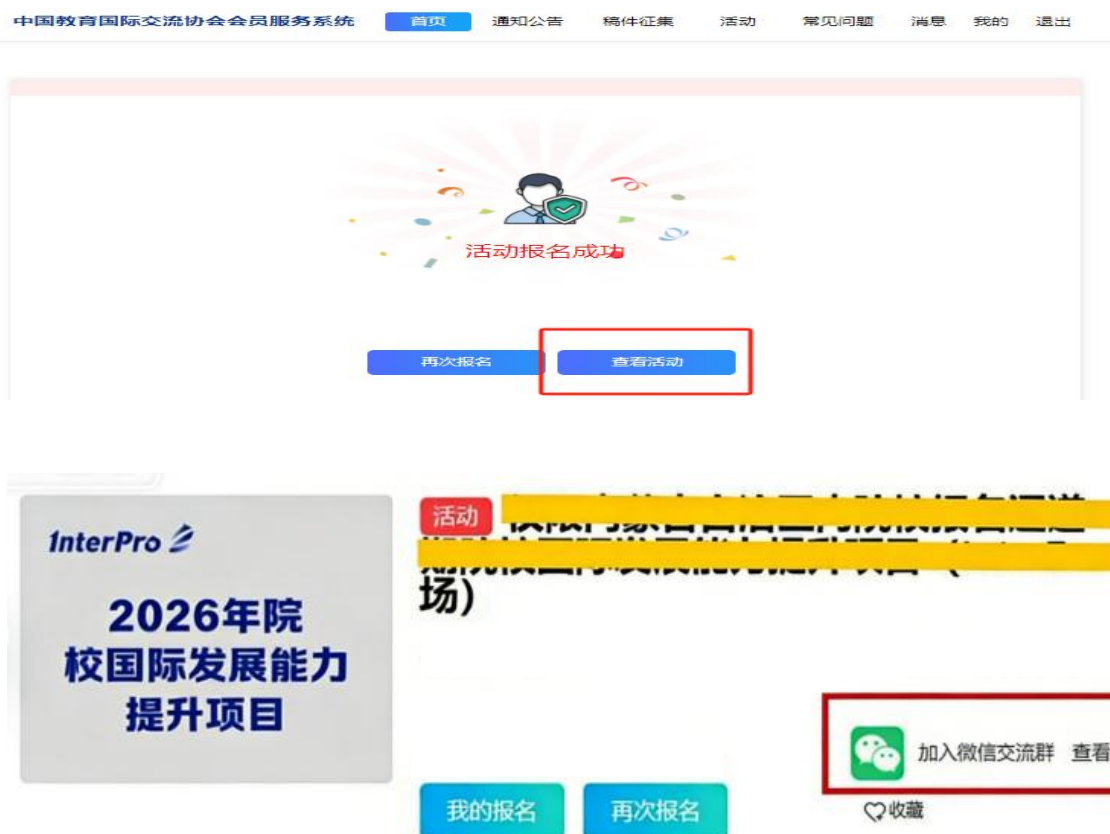 中国教育国际交流协会会员服务系统 首页 通知公告 稿件征集 活动 常见问题 消息 我的 退出
活动报名成功
再次报名 查看活动
活动
InterPro
场)
2026年院
校国际发展能力
提升项目
加入微信交流群 查看
我的报名 再次报名
收藏